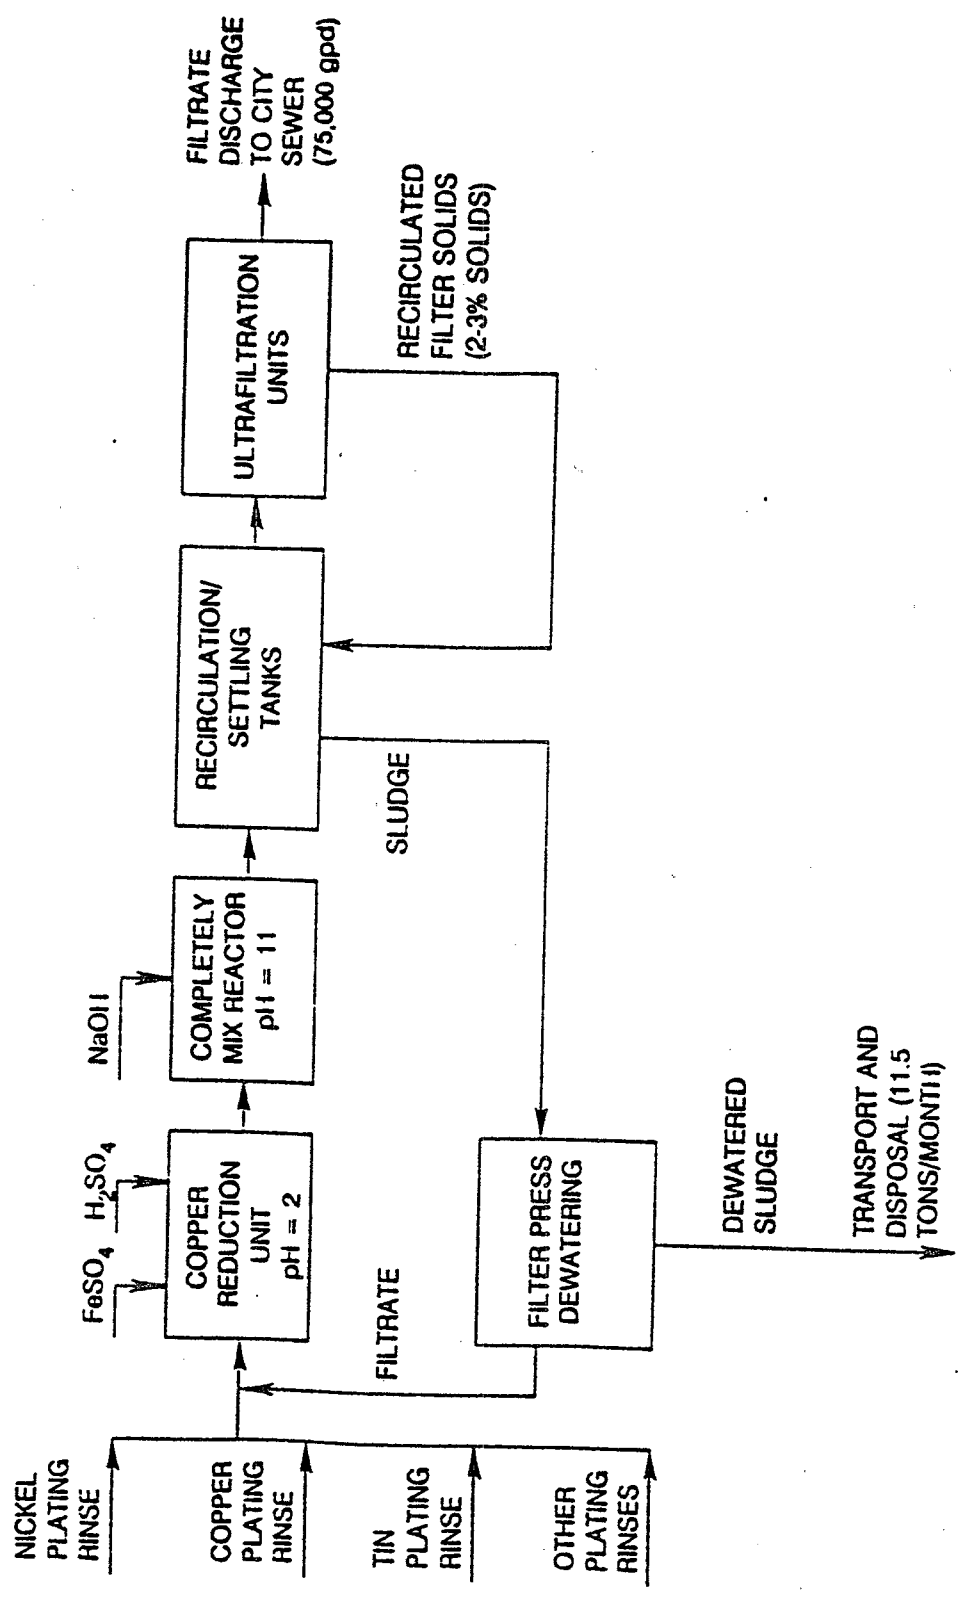 NICKEL
PLATING
RINSE
COPPER
PLATING
RINSE
TIN
PLATING
RINSE
OTHER
PLATING
RINSES
FeSO4
H2SO4
COPPER
REDUCTION
UNIT
pH = 2
NaOH
COMPLETELY
MIX REACTOR
pH = 11
RECIRCULATION/
SETTLING
TANKS
ULTRAFILTRATION
UNITS
FILTRATE
DISCHARGE
TO CITY
SEWER
(75,000 gpd)
RECIRCULATED
FILTER SOLIDS
(2-3% SOLIDS)
SLUDGE
FILTRATE
FILTER PRESS
DEWATERING
DEWATERED
SLUDGE
TRANSPORT AND
DISPOSAL (11.5
TONS/MONTH)